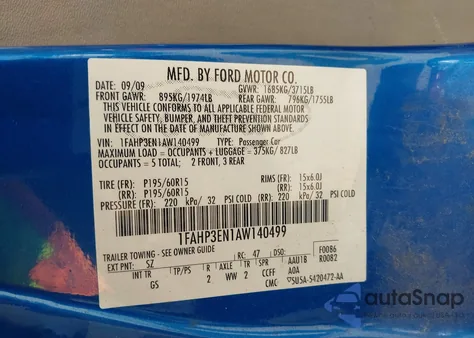 MFD. BY FORD MOTOR CO.
09/09
GVWR: 1685KG/3715LB
FRONT GAWR: 895KG/1974LB
REAR GAWR: 796KG/1755LB
THIS VEHICLE CONFORMS TO ALL APPLICABLE FEDERAL MOTOR
VEHICLE SAFETY, BUMPER, AND THEFT PREVENTION STANDARDS
IN EFFECT ON THE DATE OF MANUFACTURE SHOWN ABOVE.
VIN: 1FAHP3EN1AW140499 TYPE: Passenger Car
MAXIMUM LOAD = OCCUPANTS + LUGGAGE = 375KG/ 827LB
OCCUPANTS = 5 TOTAL; 2 FRONT, 3 REAR
TIRE (FR): P195/60R15 RIMS (FR): 15x6.0J
(RR): P195/60R15 (RR): 15x6.0J
PRESSURE (FR): 220 kPa/ 32 PSI COLD (RR): 220 kPa/ 32 PSI COLD
1FAHP3EN1AW140499
TRAILER TOWING - SEE OWNER GUIDE
RC: 47 DSO: F0086
EXT PNT: SZ R0082
INT TR TP/PS R AXLE TR SPR AAU1B
GS 2 WW 2 CCFF AOA
CMC 5U5A-5420472-AA
autoSnap